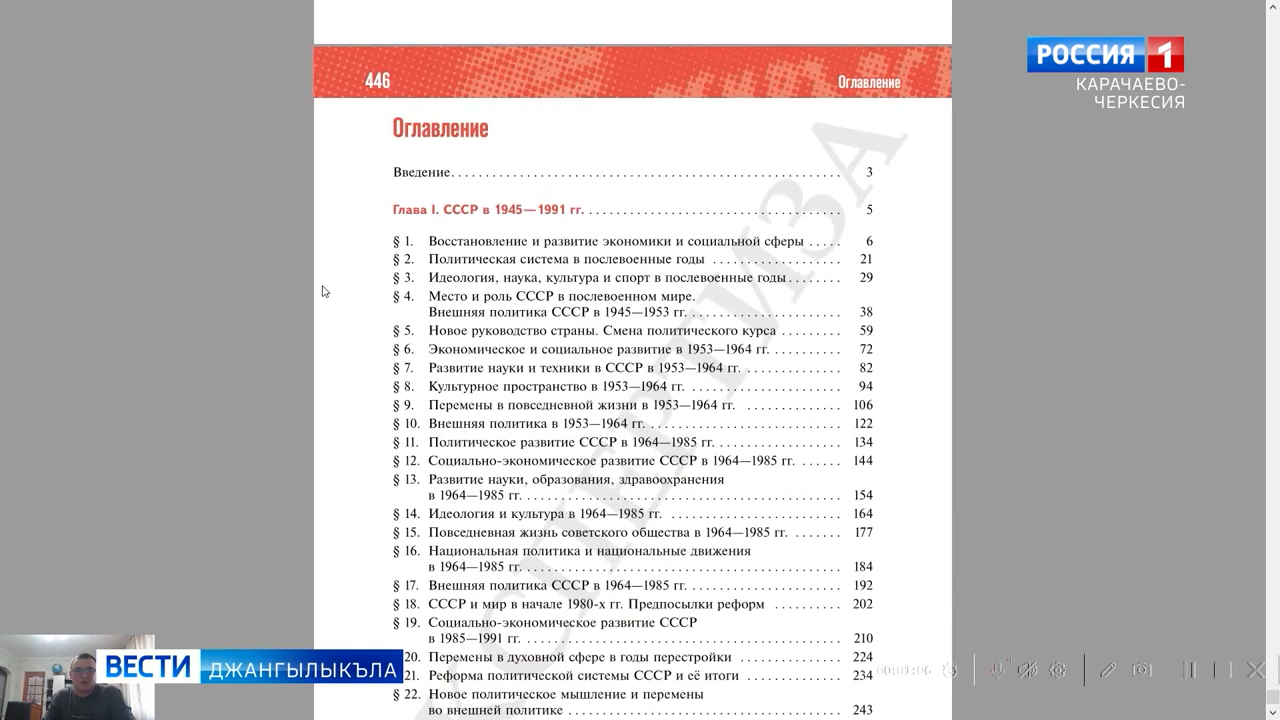 446
Оглавление
РОССИЯ 1
КАРАЧАЕВО-
ЧЕРКЕСИЯ
Оглавление
Введение 3
Глава I. СССР в 1945—1991 гг. 5
§ 1. Восстановление и развитие экономики и социальной сферы 6
§ 2. Политическая система в послевоенные годы 21
§ 3. Идеология, наука, культура и спорт в послевоенные годы 29
§ 4. Место и роль СССР в послевоенном мире.
Внешняя политика СССР в 1945—1953 гг. 38
§ 5. Новое руководство страны. Смена политического курса 59
§ 6. Экономическое и социальное развитие в 1953—1964 гг. 72
§ 7. Развитие науки и техники в СССР в 1953—1964 гг. 82
§ 8. Культурное пространство в 1953—1964 гг. 94
§ 9. Перемены в повседневной жизни в 1953—1964 гг. 106
§ 10. Внешняя политика в 1953—1964 гг. 122
§ 11. Политическое развитие СССР в 1964—1985 гг. 134
§ 12. Социально-экономическое развитие СССР в 1964—1985 гг. 144
§ 13. Развитие науки, образования, здравоохранения
в 1964—1985 гг. 154
§ 14. Идеология и культура в 1964—1985 гг. 164
§ 15. Повседневная жизнь советского общества в 1964—1985 гг. 177
§ 16. Национальная политика и национальные движения
в 1964—1985 гг. 184
§ 17. Внешняя политика СССР в 1964—1985 гг. 192
§ 18. СССР и мир в начале 1980-х гг. Предпосылки реформ 202
§ 19. Социально-экономическое развитие СССР
в 1985—1991 гг. 210
20. Перемены в духовной сфере в годы перестройки 224
21. Реформа политической системы СССР и её итоги 234
§ 22. Новое политическое мышление и перемены
во внешней политике 243
ЭКСПЕРТИЗА
ВЕСТИ ДЖАНГЫЛЫКЪЛА
00:01:06